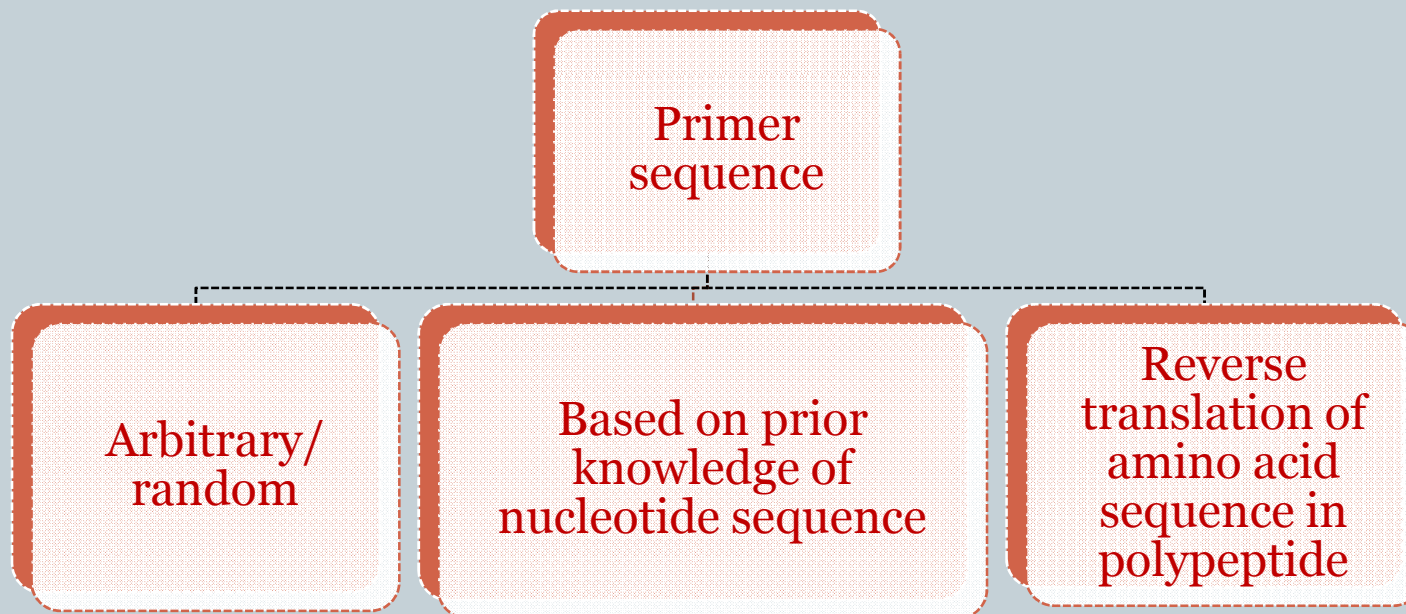 Primer
sequence
Arbitrary/
random
Based on prior
knowledge of
nucleotide sequence
Reverse
translation of
amino acid
sequence in
polypeptide